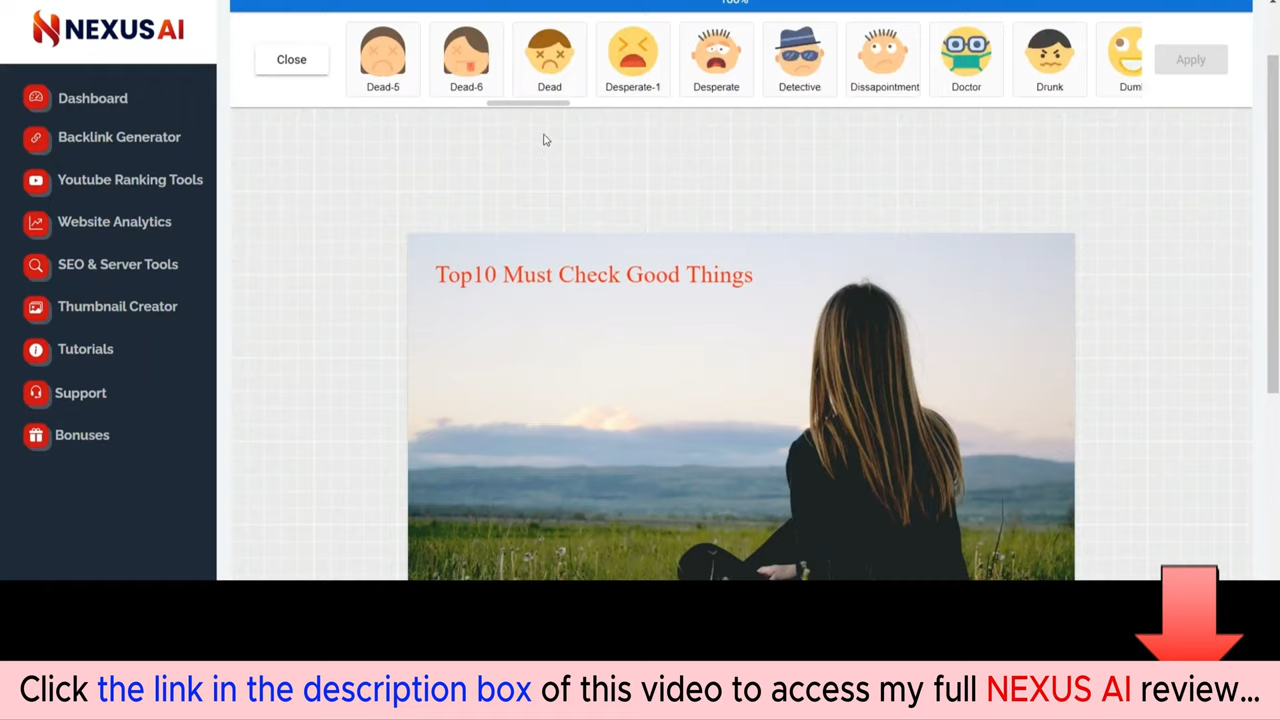 100%
NEXUS AI
Close
Dead-5
Dead-6
Dead
Desperate-1
Desperate
Detective
Dissapointment
Doctor
Drunk
Dum
Apply
Dashboard
Backlink Generator
Youtube Ranking Tools
Website Analytics
SEO & Server Tools
Thumbnail Creator
Tutorials
Support
Bonuses
Top10 Must Check Good Things
Click the link in the description box of this video to access my full NEXUS AI review...